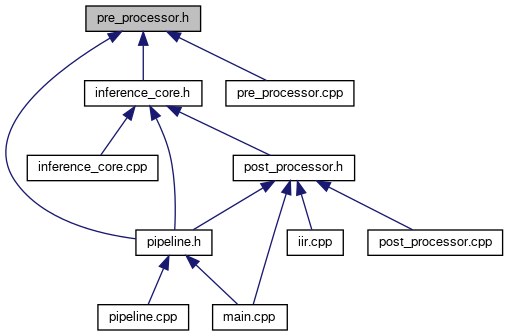 pre_processor.h
inference_core.h
pre_processor.cpp
inference_core.cpp
post_processor.h
pipeline.h
iir.cpp
post_processor.cpp
pipeline.cpp
main.cpp